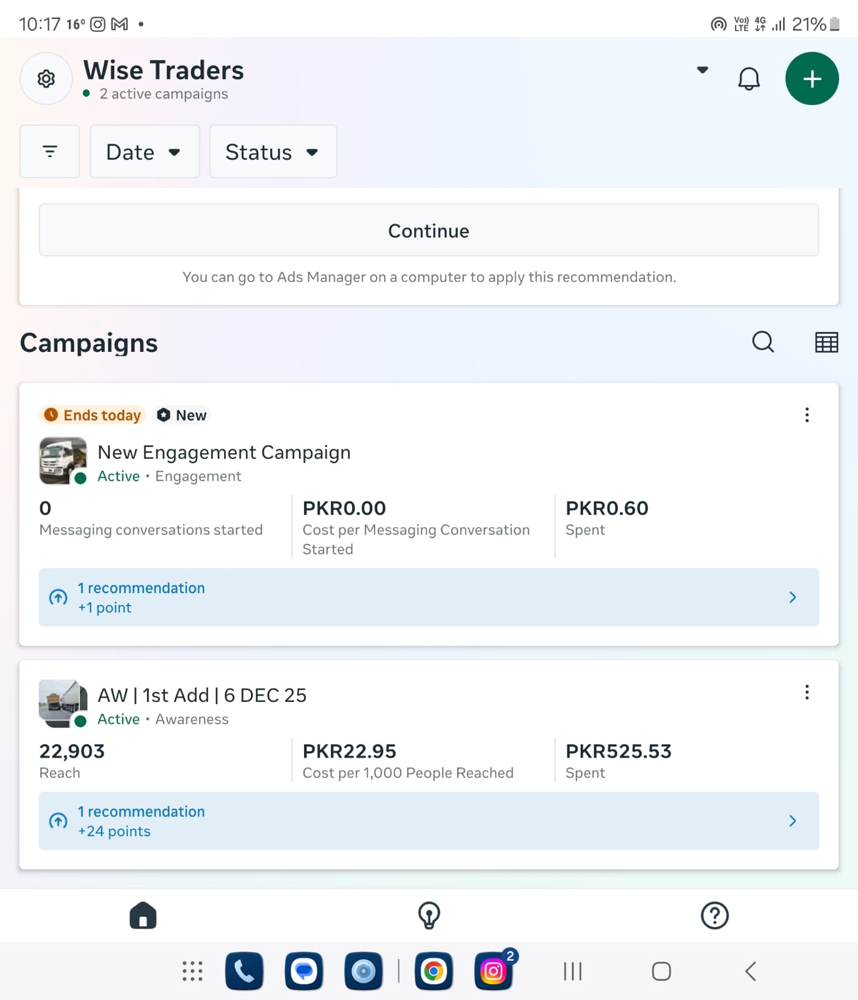 10:17 16° 4G 21%
Vo)) LTE
Wise Traders
2 active campaigns
Date Status
Continue
You can go to Ads Manager on a computer to apply this recommendation.
Campaigns
Ends today New
New Engagement Campaign
Active • Engagement
0 PKR0.00 PKR0.60
Messaging conversations started Cost per Messaging Conversation Started Spent
1 recommendation
+1 point
AW | 1st Add | 6 DEC 25
Active • Awareness
22,903 PKR22.95 PKR525.53
Reach Cost per 1,000 People Reached Spent
1 recommendation
+24 points
2